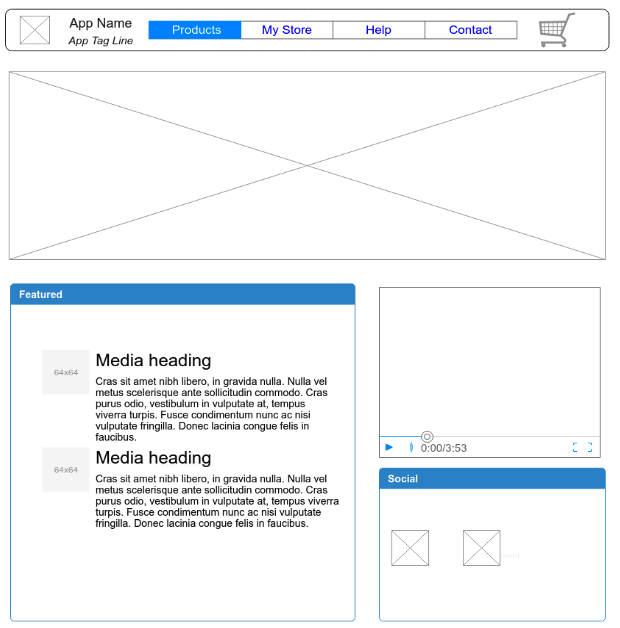 App Name
App Tag Line
Products
My Store
Help
Contact
Featured
64x64
Media heading
Cras sit amet nibh libero, in gravida nulla. Nulla vel
metus scelerisque ante sollicitudin commodo. Cras
purus odio, vestibulum in vulputate at, tempus
viverra turpis. Fusce condimentum nunc ac nisi
vulputate fringilla. Donec lacinia congue felis in
faucibus.
64x64
Media heading
Cras sit amet nibh libero, in gravida nulla. Nulla vel
metus scelerisque ante sollicitudin commodo. Cras
purus odio, vestibulum in vulputate at, tempus viverra
turpis. Fusce condimentum nunc ac nisi vulputate
fringilla. Donec lacinia congue felis in faucibus.
0:00/3:53
Social